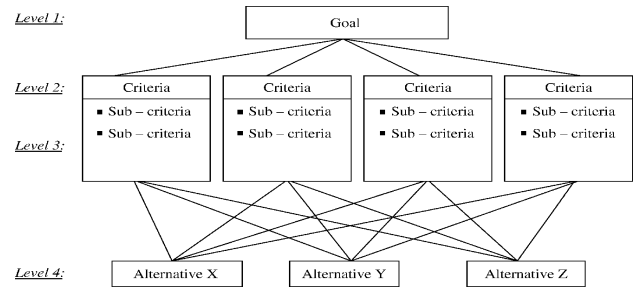 Level 1: Goal
Level 2: Criteria Criteria Criteria Criteria
▪ Sub – criteria ▪ Sub – criteria ▪ Sub – criteria ▪ Sub – criteria
▪ Sub – criteria ▪ Sub – criteria ▪ Sub – criteria ▪ Sub – criteria
Level 3:
Level 4: Alternative X Alternative Y Alternative Z